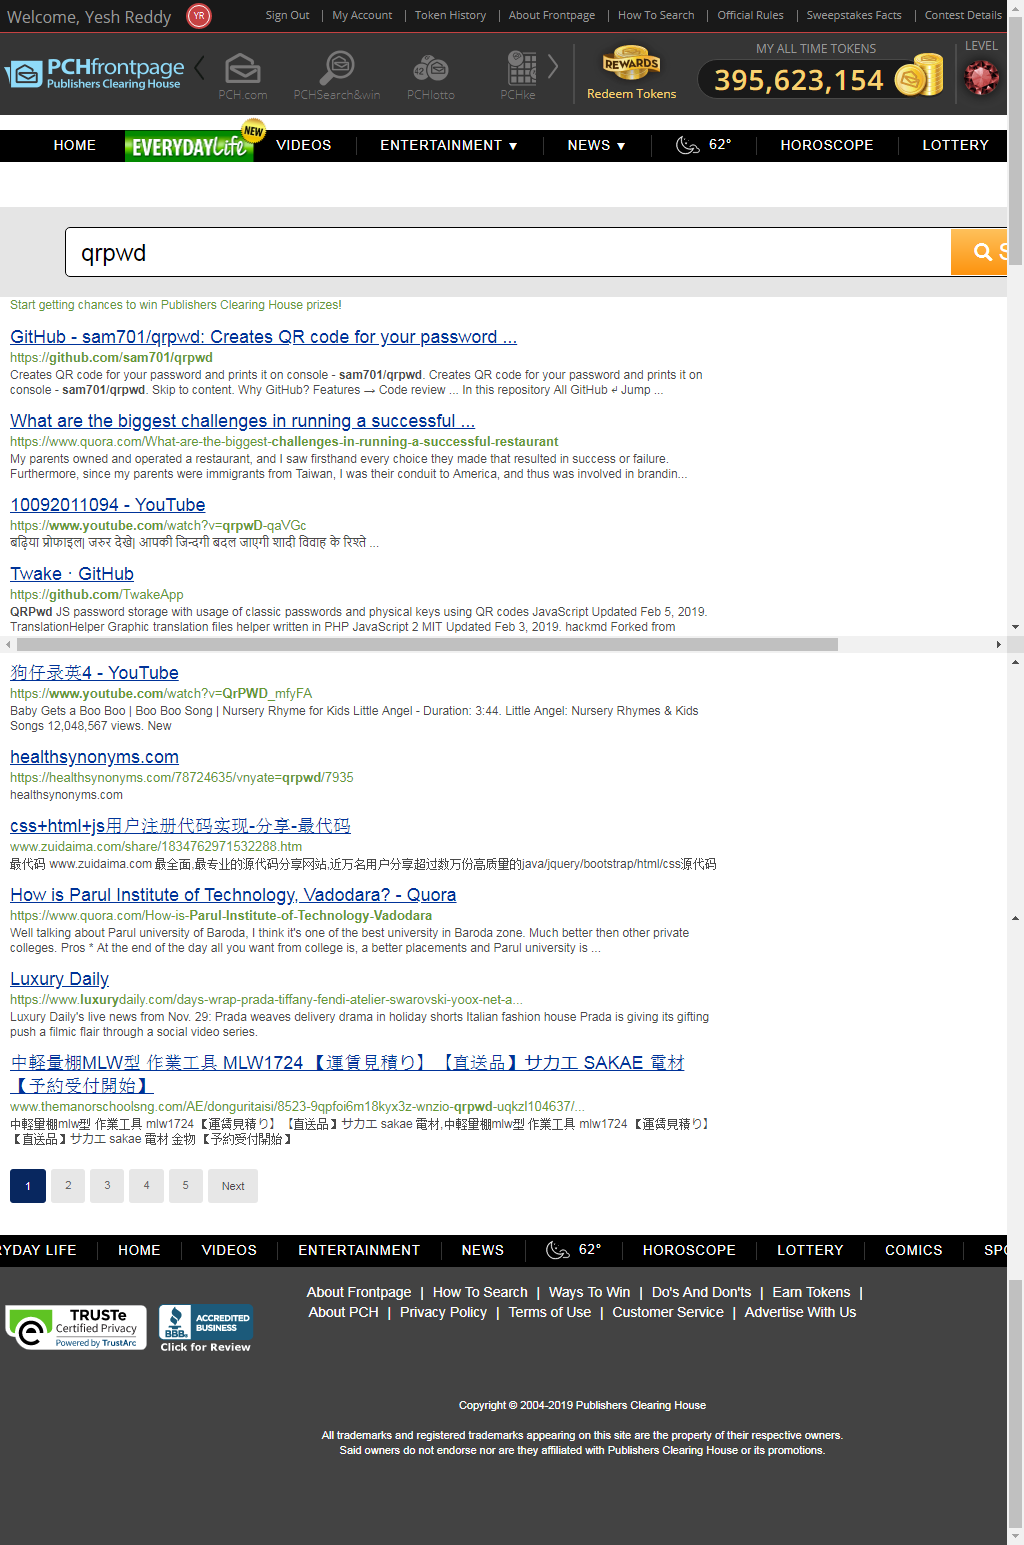 Welcome, Yesh Reddy YR Sign Out | My Account | Token History | About Frontpage | How To Search | Official Rules | Sweepstakes Facts | Contest Details
PCHfrontpage
Publishers Clearing House
PCH.com PCHSearch&win PCHlotto PCHke
REWARDS
Redeem Tokens
MY ALL TIME TOKENS
395,623,154
LEVEL
HOME EVERYDAY Life NEW VIDEOS ENTERTAINMENT ▼ NEWS ▼ 62° HOROSCOPE LOTTERY
qrpwd S
Start getting chances to win Publishers Clearing House prizes!
GitHub - sam701/qrpwd: Creates QR code for your password ...
https://github.com/sam701/qrpwd
Creates QR code for your password and prints it on console - sam701/qrpwd. Creates QR code for your password and prints it on
console - sam701/qrpwd. Skip to content. Why GitHub? Features → Code review ... In this repository All GitHub ↵ Jump ...
What are the biggest challenges in running a successful ...
https://www.quora.com/What-are-the-biggest-challenges-in-running-a-successful-restaurant
My parents owned and operated a restaurant, and I saw firsthand every choice they made that resulted in success or failure.
Furthermore, since my parents were immigrants from Taiwan, I was their conduit to America, and thus was involved in brandin...
10092011094 - YouTube
https://www.youtube.com/watch?v=qrpwD-qaVGc
बढ़िया प्रोफाइल| जरुर देखे| आपकी जिन्दगी बदल जाएगी शादी विवाह के रिश्ते ...
Twake · GitHub
https://github.com/TwakeApp
QRPwd JS password storage with usage of classic passwords and physical keys using QR codes JavaScript Updated Feb 5, 2019.
TranslationHelper Graphic translation files helper written in PHP JavaScript 2 MIT Updated Feb 3, 2019. hackmd Forked from
狗仔录英4 - YouTube
https://www.youtube.com/watch?v=QrPWD_mfyFA
Baby Gets a Boo Boo | Boo Boo Song | Nursery Rhyme for Kids Little Angel - Duration: 3:44. Little Angel: Nursery Rhymes & Kids
Songs 12,048,567 views. New
healthsynonyms.com
https://healthsynonyms.com/78724635/vnyate=qrpwd/7935
healthsynonyms.com
css+html+js用户注册代码实现-分享-最代码
www.zuidaima.com/share/1834762971532288.htm
最代码 www.zuidaima.com 最全面,最专业的源代码分享网站,近万名用户分享超过数万份高质量的java/jquery/bootstrap/html/css源代码
How is Parul Institute of Technology, Vadodara? - Quora
https://www.quora.com/How-is-Parul-Institute-of-Technology-Vadodara
Well talking about Parul university of Baroda, I think it's one of the best university in Baroda zone. Much better then other private
colleges. Pros * At the end of the day all you want from college is, a better placements and Parul university is ...
Luxury Daily
https://www.luxurydaily.com/days-wrap-prada-tiffany-fendi-atelier-swarovski-yoox-net-a...
Luxury Daily's live news from Nov. 29: Prada weaves delivery drama in holiday shorts Italian fashion house Prada is giving its gifting
push a filmic flair through a social video series.
中軽量棚MLW型 作業工具 MLW1724 【運賃見積り】 【直送品】サカエ SAKAE 電材
【予約受付開始】
www.themanorschoolsng.com/AE/donguritaisi/8523-9qpfoi6m18kyx3z-wnzio-qrpwd-uqkzl104637/...
中軽量棚mlw型 作業工具 mlw1724 【運賃見積り】 【直送品】サカエ sakae 電材,中軽量棚mlw型 作業工具 mlw1724 【運賃見積り】
【直送品】サカエ sakae 電材 金物 【予約受付開始】
1 2 3 4 5 Next
RYDAY LIFE HOME VIDEOS ENTERTAINMENT NEWS 62° HOROSCOPE LOTTERY COMICS SPO
About Frontpage | How To Search | Ways To Win | Do's And Don'ts | Earn Tokens |
About PCH | Privacy Policy | Terms of Use | Customer Service | Advertise With Us
TRUSTe
Certified Privacy
Powered by TrustArc
BBB
ACCREDITED
BUSINESS
Click for Review
Copyright © 2004-2019 Publishers Clearing House
All trademarks and registered trademarks appearing on this site are the property of their respective owners.
Said owners do not endorse nor are they affiliated with Publishers Clearing House or its promotions.